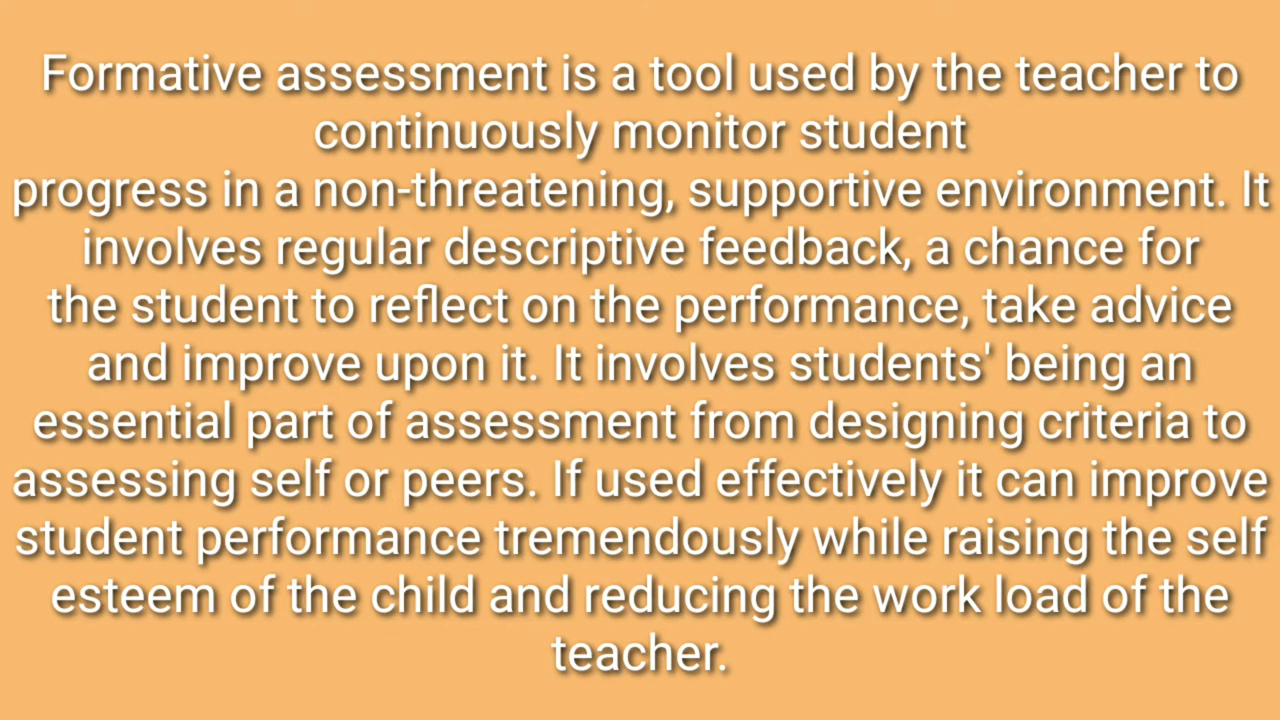 Formative assessment is a tool used by the teacher to
continuously monitor student
progress in a non-threatening, supportive environment. It
involves regular descriptive feedback, a chance for
the student to reflect on the performance, take advice
and improve upon it. It involves students' being an
essential part of assessment from designing criteria to
assessing self or peers. If used effectively it can improve
student performance tremendously while raising the self
esteem of the child and reducing the work load of the
teacher.